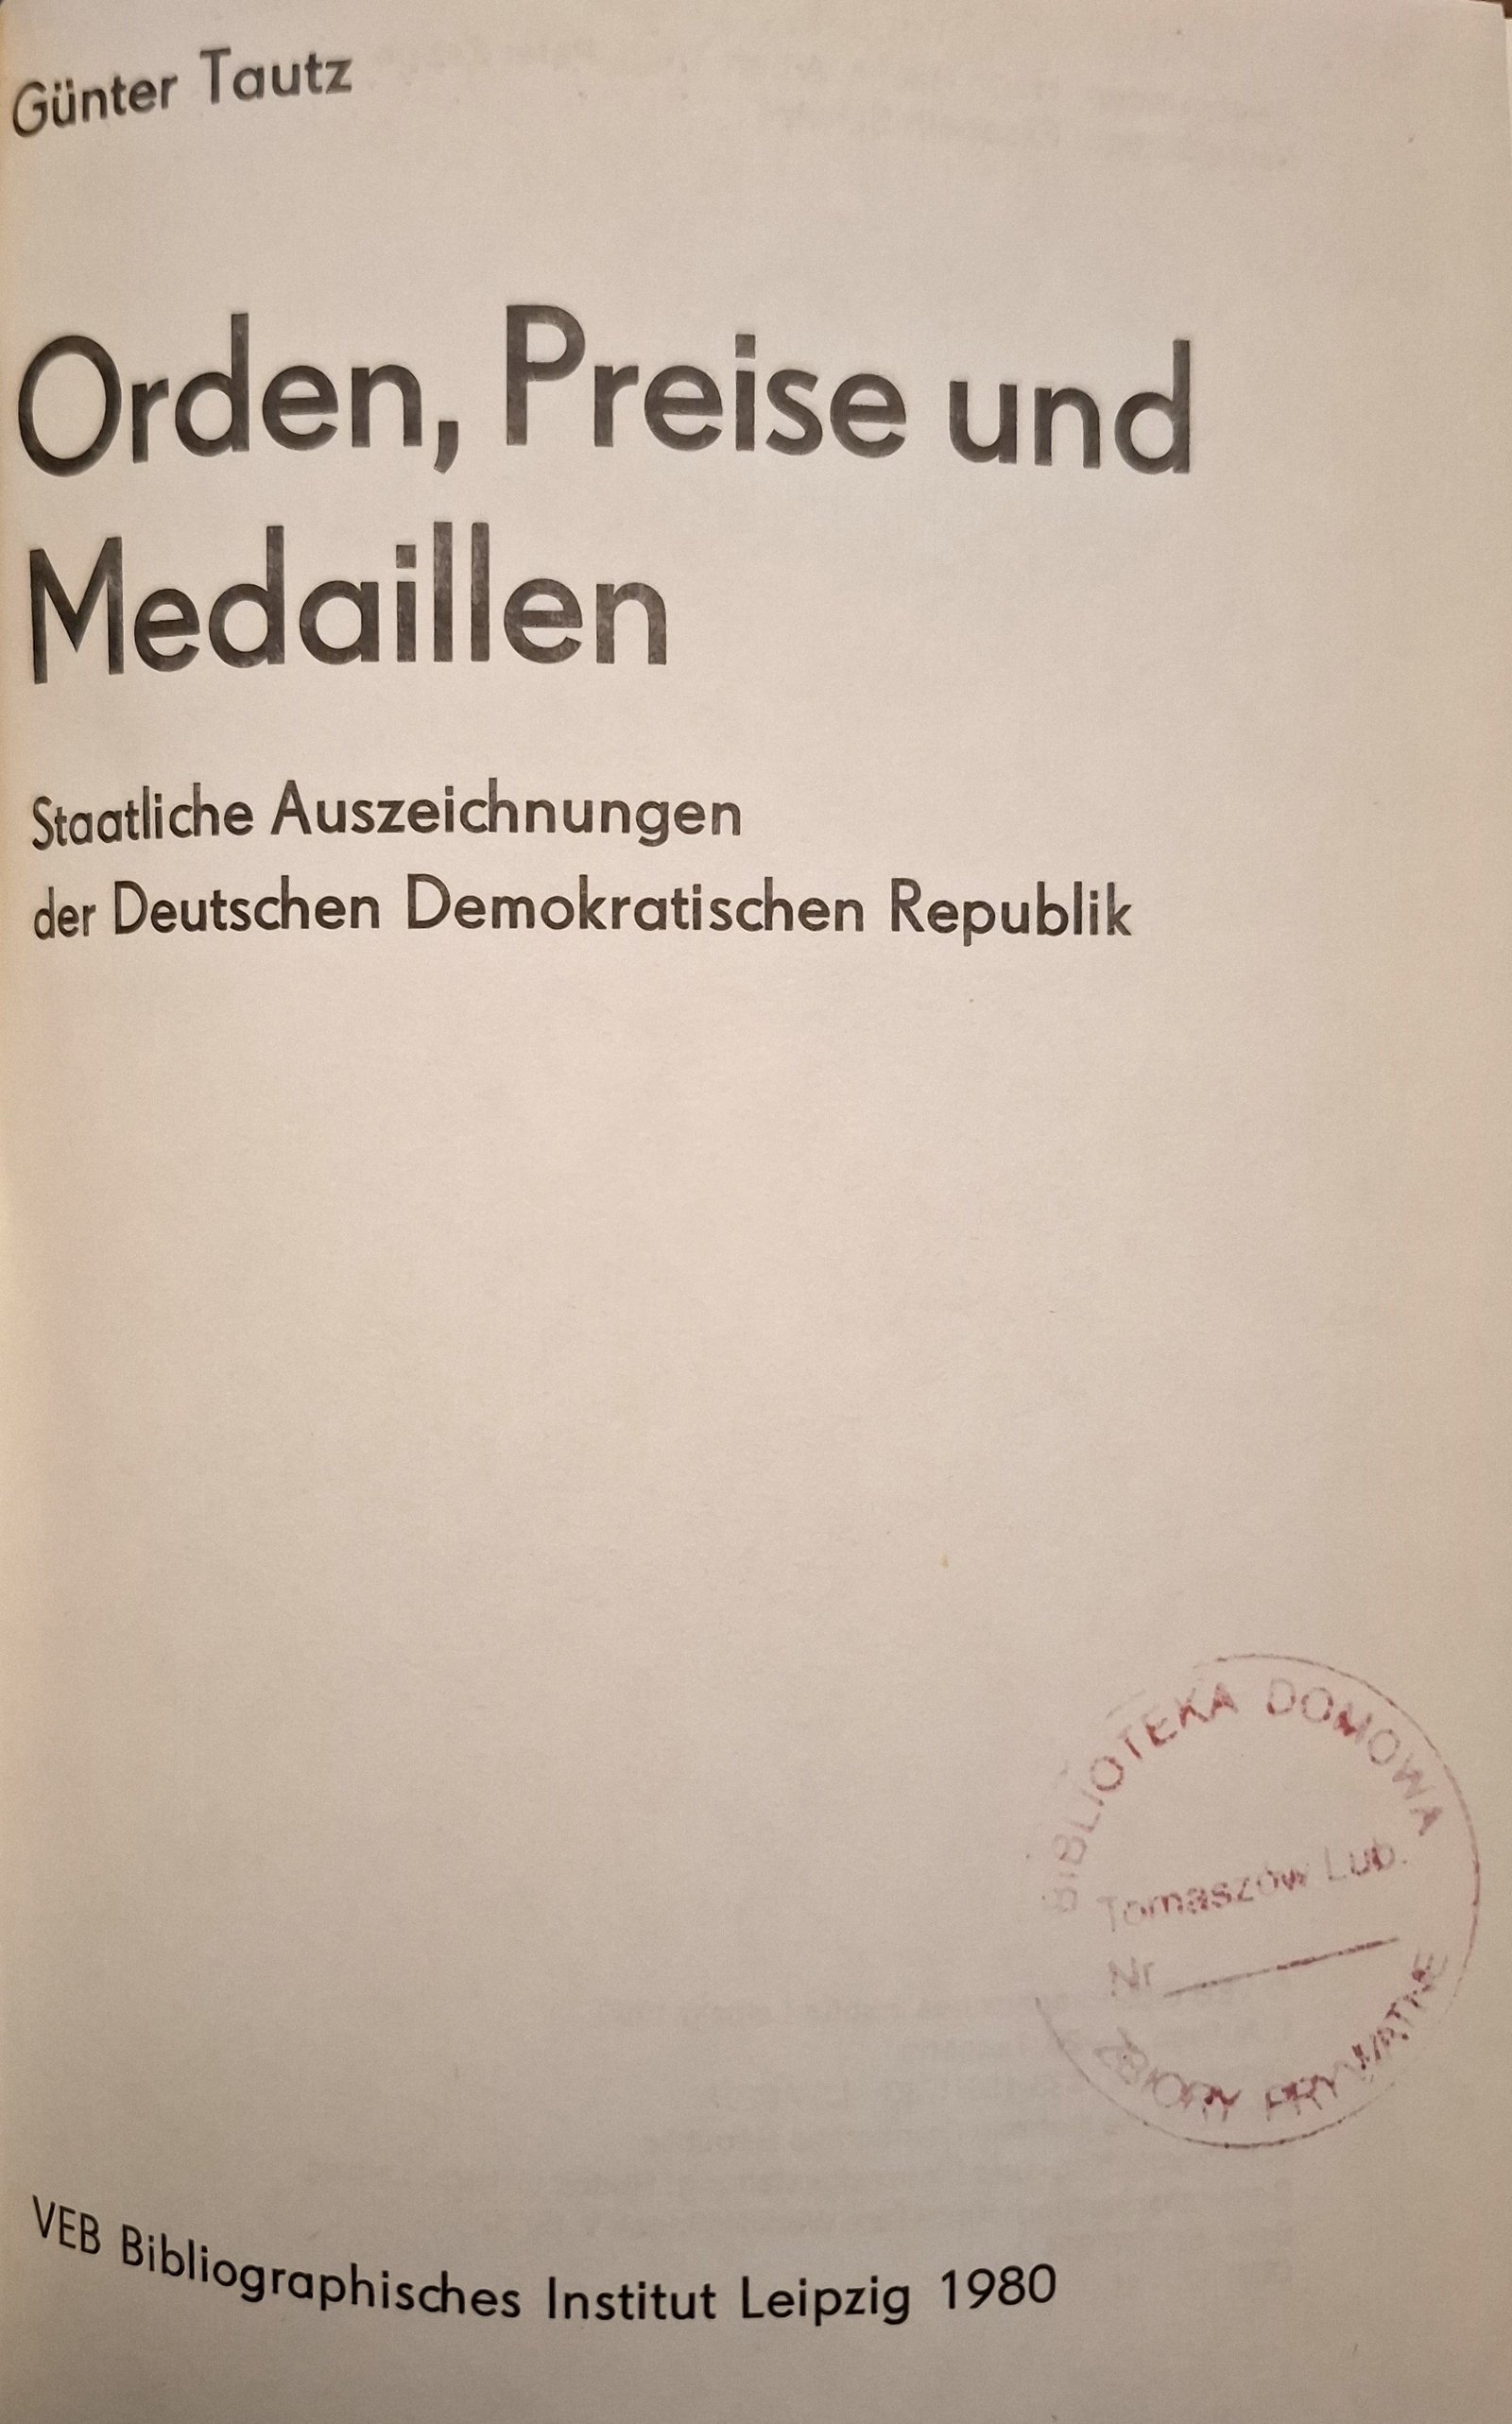 Günter Tautz
Orden, Preise und
Medaillen
Staatliche Auszeichnungen
der Deutschen Demokratischen Republik
BIBLIOTEKA DOMOWA
Tomaszów Lub.
Nr
ZBIORY PRYWATNE
VEB Bibliographisches Institut Leipzig 1980